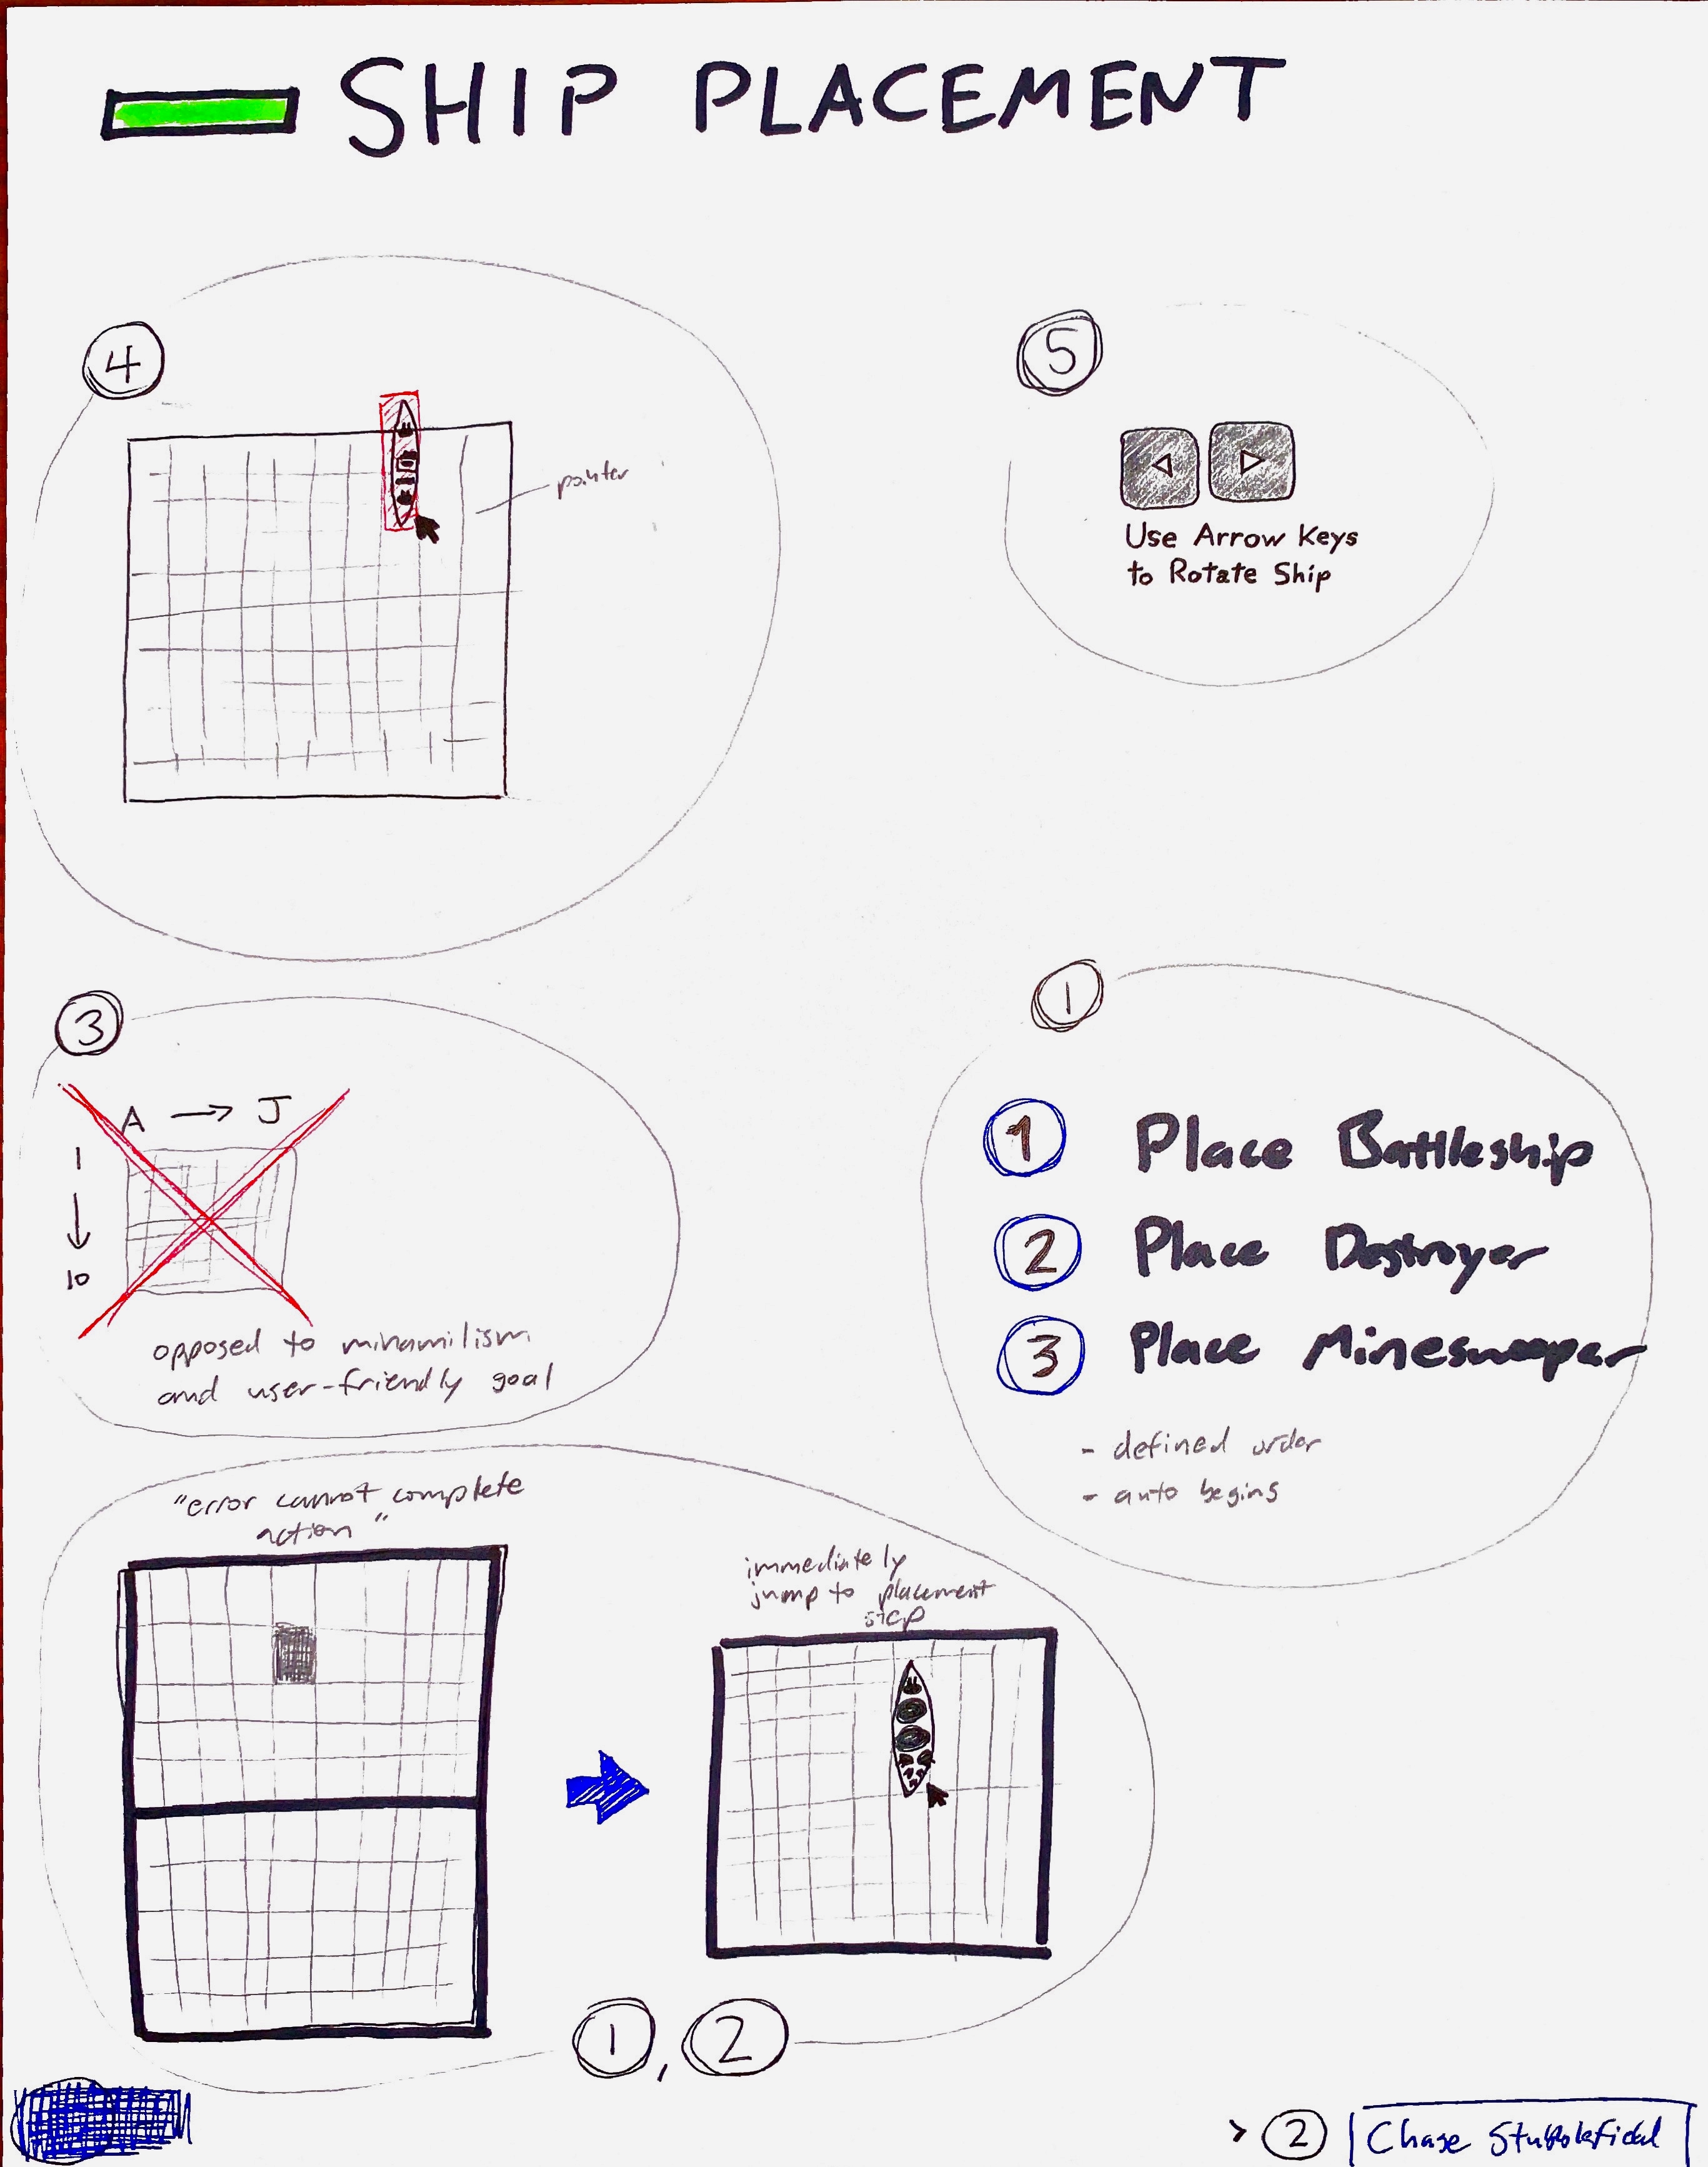 SHIP PLACEMENT
4
pointer
5
Use Arrow Keys
to Rotate Ship
3
A → J
1
↓
10
opposed to minamilism
and user-friendly goal
1
1 Place Battleship
2 Place Destroyer
3 Place Minesweeper
- defined order
- auto begins
"error cannot complete
action"
immediately
jump to placement
step
1, 2
> 2 Chase